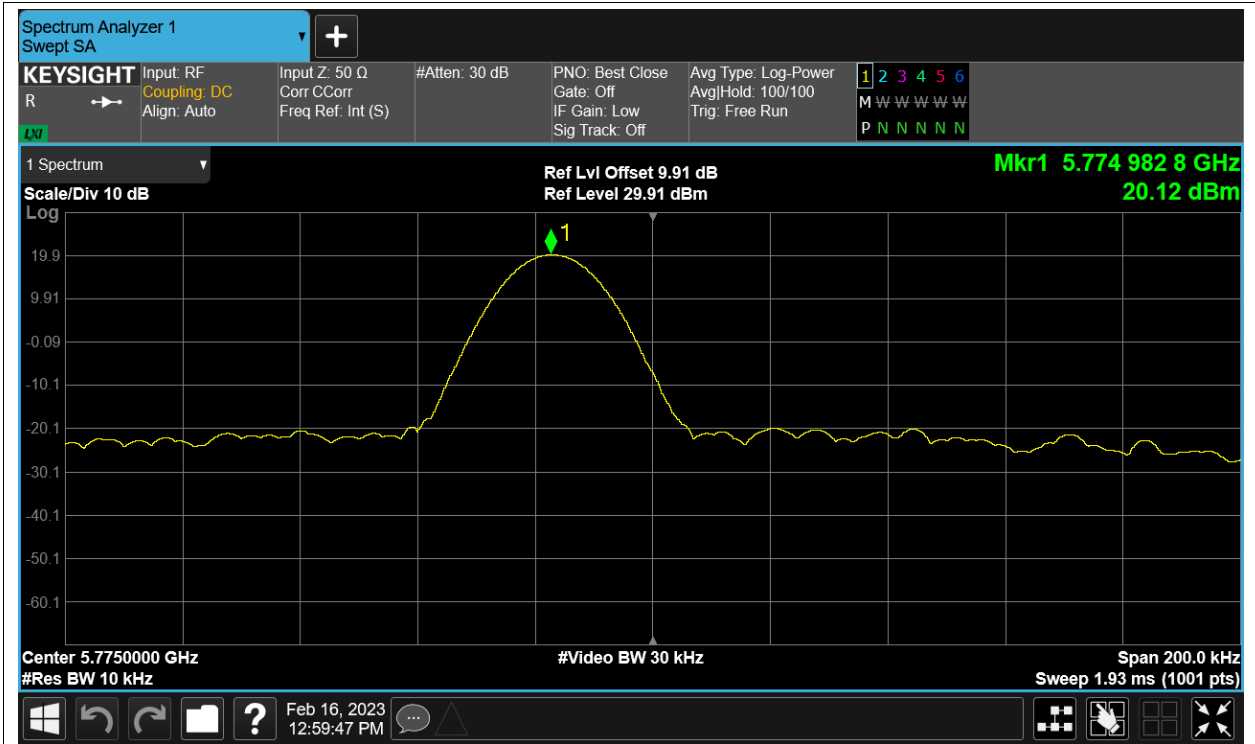 Spectrum Analyzer 1
Swept SA
KEYSIGHT
R
LXI
Input: RF
Coupling: DC
Align: Auto
Input Z: 50 Ω
Corr CCorr
Freq Ref: Int (S)
#Atten: 30 dB
PNO: Best Close
Gate: Off
IF Gain: Low
Sig Track: Off
Avg Type: Log-Power
Avg|Hold: 100/100
Trig: Free Run
1 2 3 4 5 6
M W W W W W W
P N N N N N
1 Spectrum
Scale/Div 10 dB
Log
Ref Lvl Offset 9.91 dB
Ref Level 29.91 dBm
Mkr1 5.774 982 8 GHz
20.12 dBm
1
19.9
9.91
-0.09
-10.1
-20.1
-30.1
-40.1
-50.1
-60.1
Center 5.7750000 GHz
#Res BW 10 kHz
#Video BW 30 kHz
Span 200.0 kHz
Sweep 1.93 ms (1001 pts)
?
Feb 16, 2023
12:59:47 PM